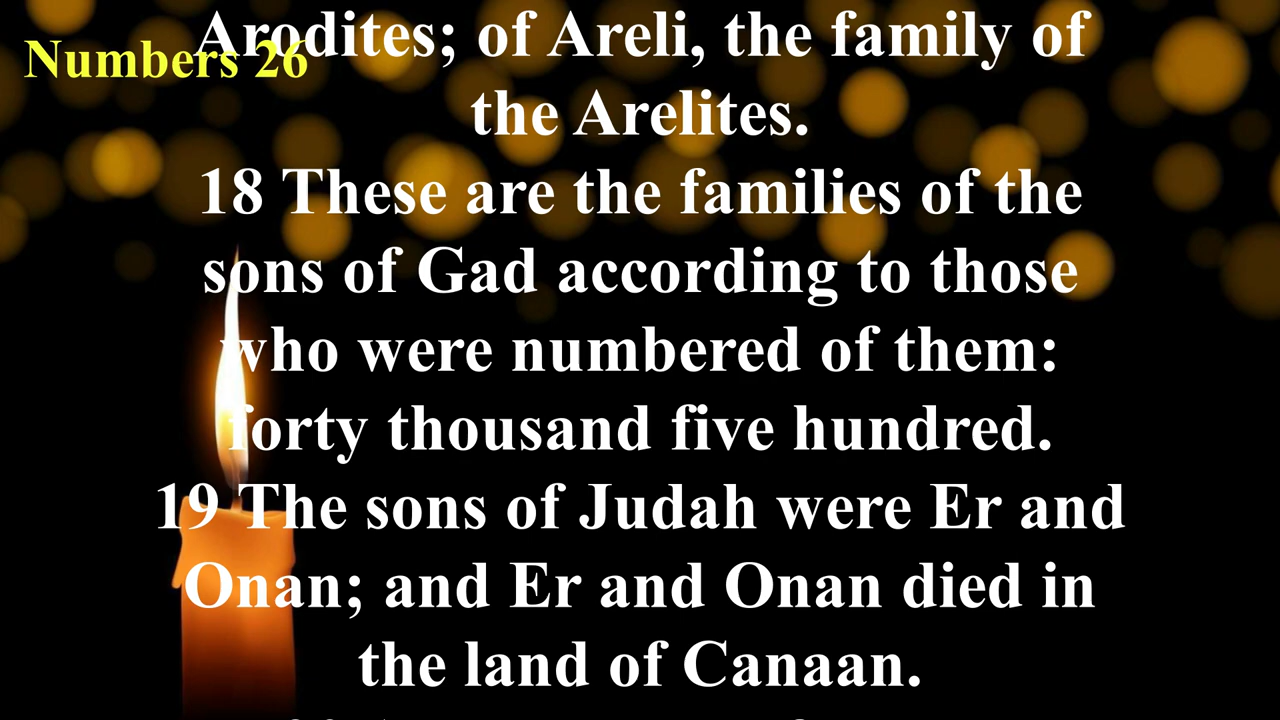 Numbers 26
Arodites; of Areli, the family of
the Arelites.
18 These are the families of the
sons of Gad according to those
who were numbered of them:
forty thousand five hundred.
19 The sons of Judah were Er and
Onan; and Er and Onan died in
the land of Canaan.